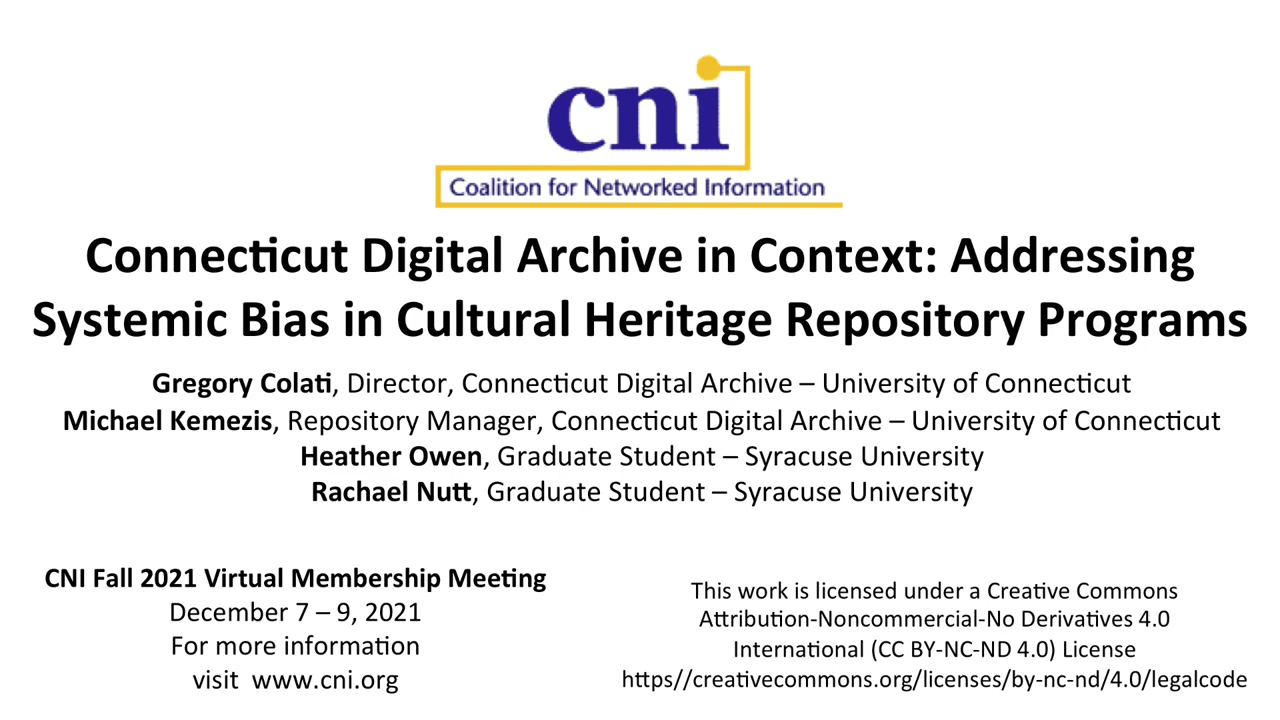 cni
Coalition for Networked Information
Connecticut Digital Archive in Context: Addressing
Systemic Bias in Cultural Heritage Repository Programs
Gregory Colati, Director, Connecticut Digital Archive – University of Connecticut
Michael Kemezis, Repository Manager, Connecticut Digital Archive – University of Connecticut
Heather Owen, Graduate Student – Syracuse University
Rachael Nutt, Graduate Student – Syracuse University
CNI Fall 2021 Virtual Membership Meeting
December 7 – 9, 2021
For more information
visit www.cni.org
This work is licensed under a Creative Commons
Attribution-Noncommercial-No Derivatives 4.0
International (CC BY-NC-ND 4.0) License
https//creativecommons.org/licenses/by-nc-nd/4.0/legalcode